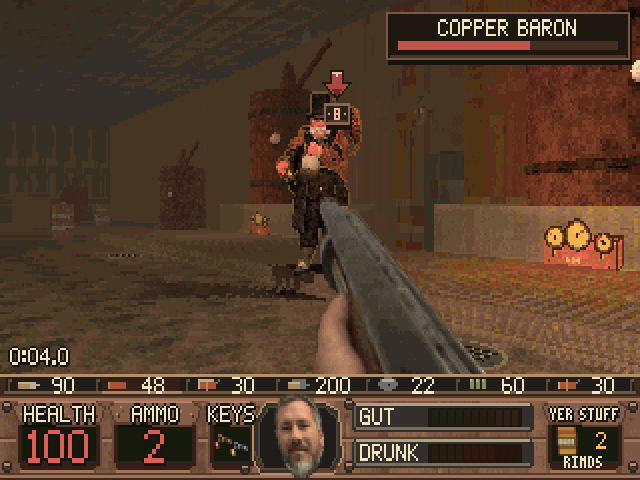 COPPER BARON
8
0:04.0
90 48 30 200 22 60 30
HEALTH AMMO KEYS GUT YER STUFF
100 2 2
DRUNK RINDS